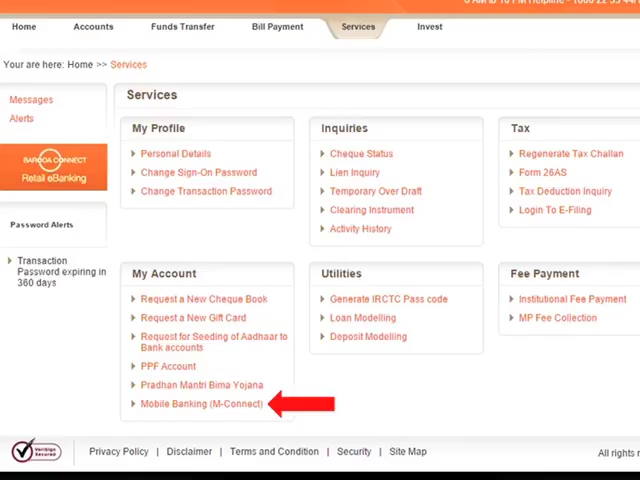 Home Accounts Funds Transfer Bill Payment Services Invest
You are here: Home >> Services
Messages
Alerts
BARODA CONNECT
Retail eBanking
Password Alerts
Transaction
Password expiring in
360 days
Services
My Profile
Personal Details
Change Sign-On Password
Change Transaction Password
Inquiries
Cheque Status
Lien Inquiry
Temporary Over Draft
Clearing Instrument
Activity History
Tax
Regenerate Tax Challan
Form 26AS
Tax Deduction Inquiry
Login To E-Filing
My Account
Request a New Cheque Book
Request a New Gift Card
Request for Seeding of Aadhaar to
Bank accounts
PPF Account
Pradhan Mantri Bima Yojana
Mobile Banking (M-Connect)
Utilities
Generate IRCTC Pass code
Loan Modelling
Deposit Modelling
Fee Payment
Institutional Fee Payment
MP Fee Collection
VeriSign
Secured
Privacy Policy | Disclaimer | Terms and Condition | Security | Site Map
All rights